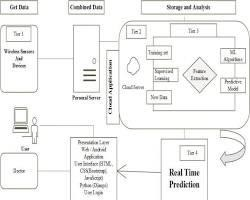 Get Data
Combined Data
Storage and Analysis
Tier 1
Wireless Sensors
And
Devices
Personal Server
Cloud Application
Tier 2
Cloud Server
Tier 3
Training set
Supervised
Learning
New Data
Feature
Extraction
ML
Algorithms
Predictive
Model
User
Doctor
Presentation Layer
Web / Android
Application
User Interface (HTML,
CSS(Bootstrap),
JavaScript)
Python (Django)
User Login
Tier 4
Real Time
Prediction